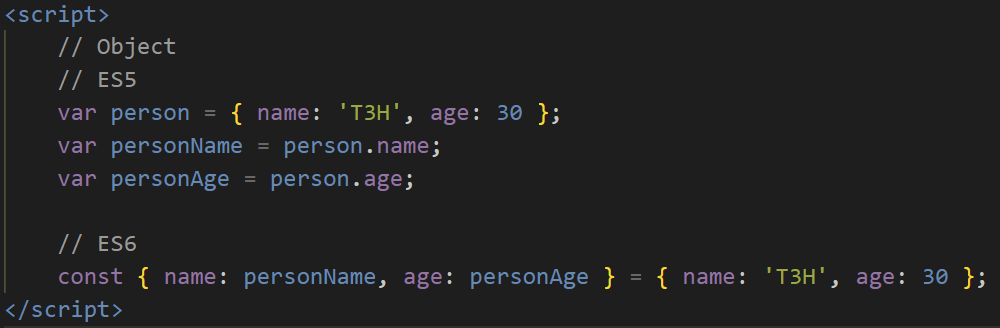 <script>
// Object
// ES5
var person = { name: 'T3H', age: 30 };
var personName = person.name;
var personAge = person.age;
// ES6
const { name: personName, age: personAge } = { name: 'T3H', age: 30 };
</script>